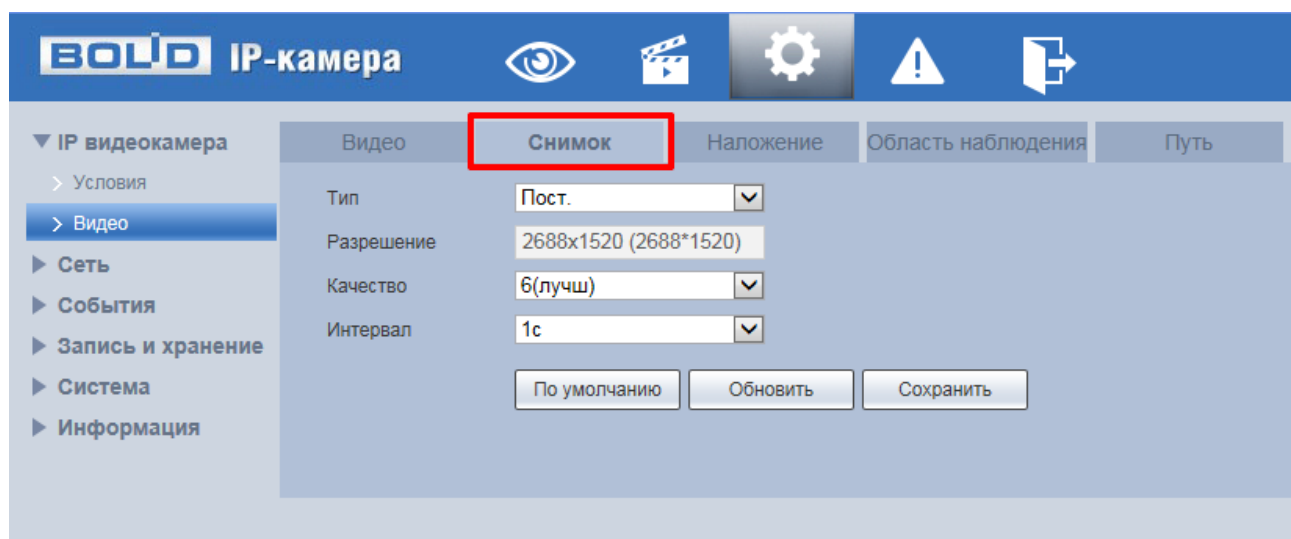 BOLID IP-камера
IP видеокамера
Условия
Видео
Сеть
События
Запись и хранение
Система
Информация
Видео
Снимок
Наложение
Область наблюдения
Путь
Тип
Пост.
Разрешение
2688x1520 (2688*1520)
Качество
6(лучш)
Интервал
1с
По умолчанию
Обновить
Сохранить